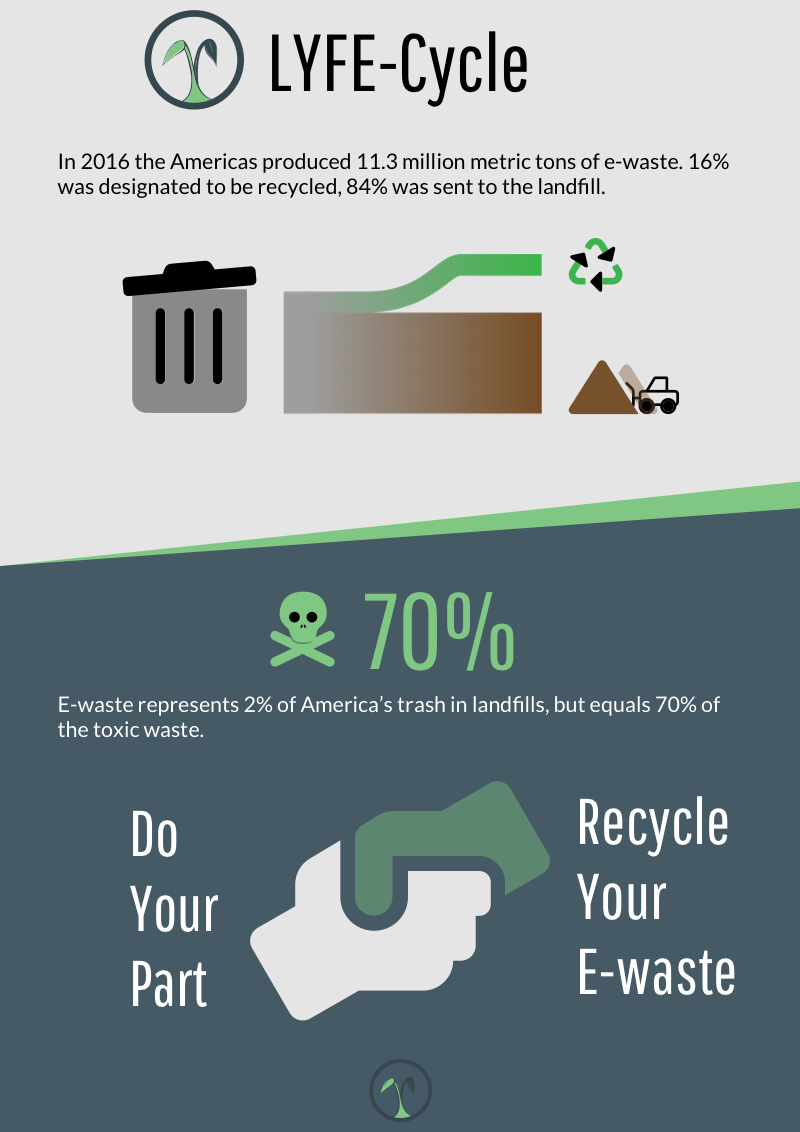 LYFE-Cycle
In 2016 the Americas produced 11.3 million metric tons of e-waste. 16%
was designated to be recycled, 84% was sent to the landfill.
70%
E-waste represents 2% of America’s trash in landfills, but equals 70% of
the toxic waste.
Do
Your
Part
Recycle
Your
E-waste